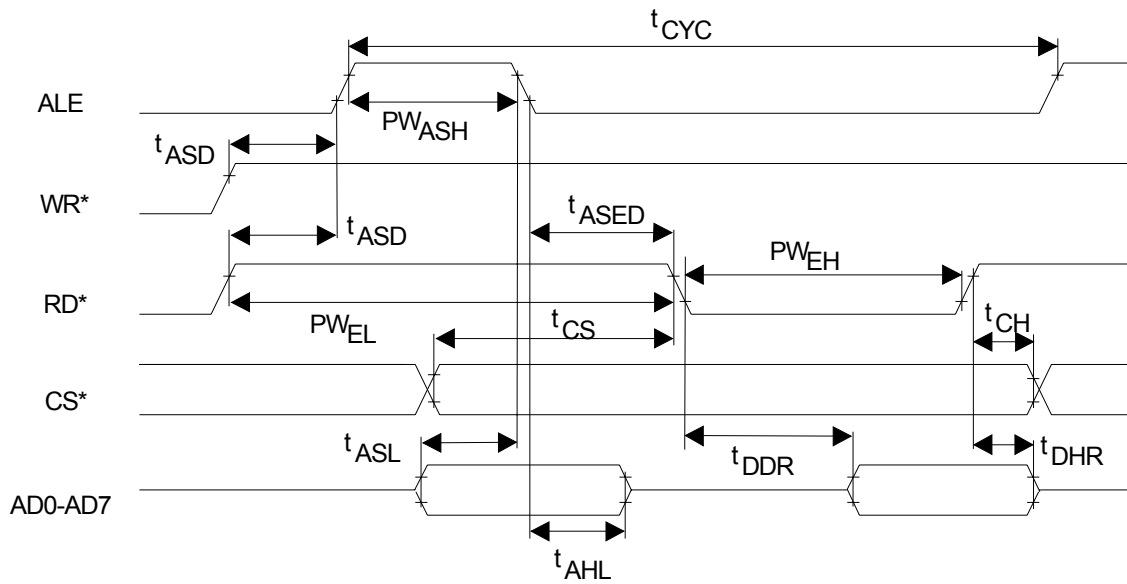 tCYC
ALE
PWASH
tASD
WR*
tASED
tASD
PWEH
RD*
PWEL
tCS
tCH
CS*
tASL
tDDR
tDHR
AD0-AD7
tAHL